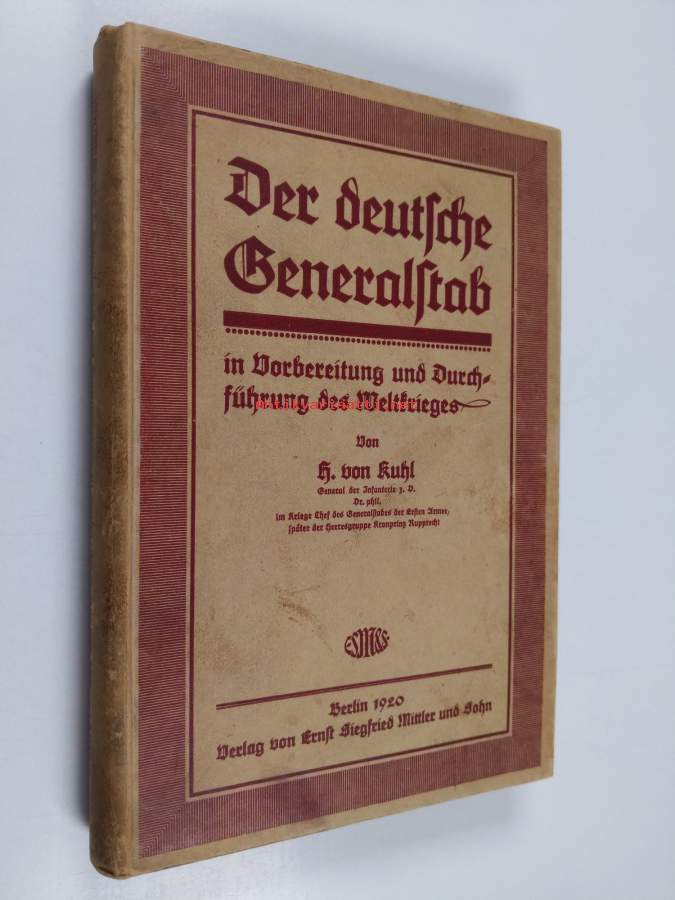 Der deutsche
Generalstab
in Vorbereitung und Durch-
führung des Weltkrieges
Von
H. von Kuhl
General der Infanterie z. D.
Dr. phil.
im Kriege Chef des Generalstabes der Ersten Armee,
später der Heeresgruppe Kronprinz Rupprecht
ESM&S
Berlin 1920
Verlag von Ernst Siegfried Mittler und Sohn